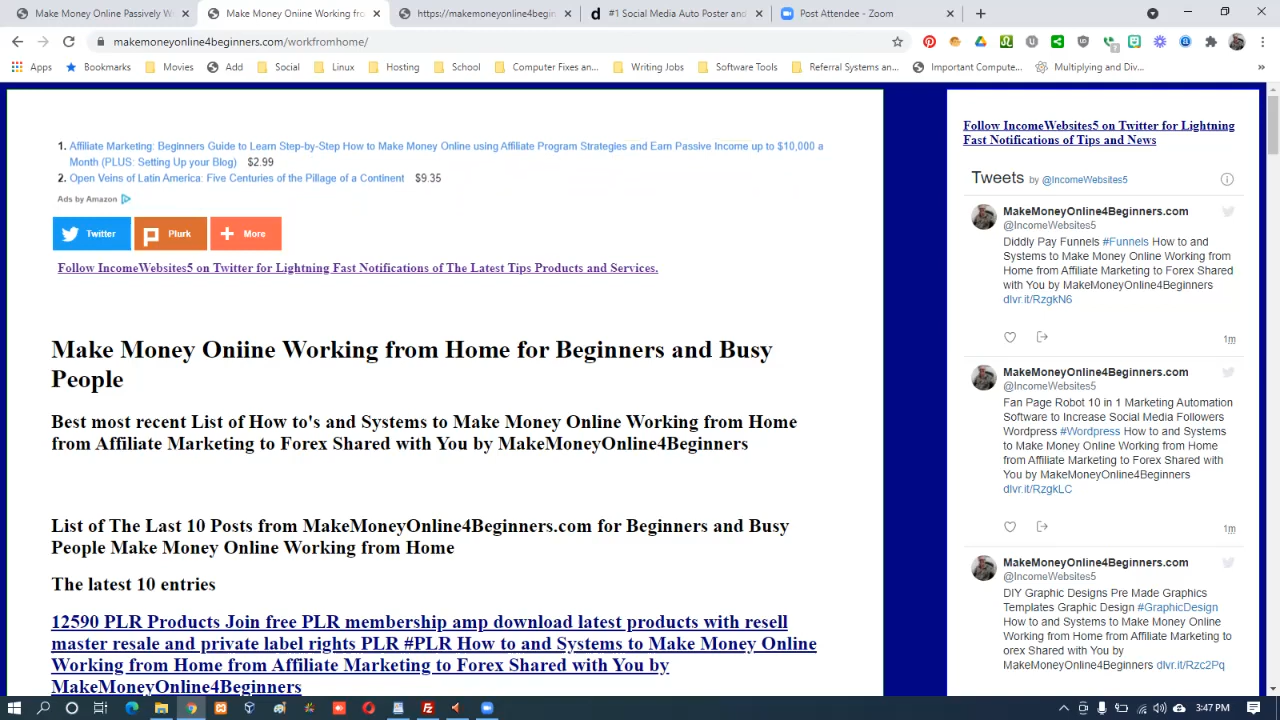 Make Money Online Passively W
Make Money Oniine Working fro
https://makemoneyonline4begin
#1 Social Media Auto Poster and
Post Attendee - Zoom
makemoneyonline4beginners.com/workfromhome/
Apps
Bookmarks
Movies
Add
Social
Linux
Hosting
School
Computer Fixes an...
Writing Jobs
Software Tools
Referral Systems an...
Important Compute...
Multiplying and Div...
1. Affiliate Marketing: Beginners Guide to Learn Step-by-Step How to Make Money Online using Affiliate Program Strategies and Earn Passive Income up to $10,000 a
Month (PLUS: Setting Up your Blog) $2.99
2. Open Veins of Latin America: Five Centuries of the Pillage of a Continent $9.35
Ads by Amazon
Twitter
Plurk
More
Follow IncomeWebsites5 on Twitter for Lightning Fast Notifications of The Latest Tips Products and Services.
Make Money Oniine Working from Home for Beginners and Busy
People
Best most recent List of How to's and Systems to Make Money Online Working from Home
from Affiliate Marketing to Forex Shared with You by MakeMoneyOnline4Beginners
List of The Last 10 Posts from MakeMoneyOnline4Beginners.com for Beginners and Busy
People Make Money Online Working from Home
The latest 10 entries
12590 PLR Products Join free PLR membership amp download latest products with resell
master resale and private label rights PLR #PLR How to and Systems to Make Money Online
Working from Home from Affiliate Marketing to Forex Shared with You by
MakeMoneyOnline4Beginners
Follow IncomeWebsites5 on Twitter for Lightning
Fast Notifications of Tips and News
Tweets by @IncomeWebsites5
MakeMoneyOnline4Beginners.com
@IncomeWebsites5
Diddly Pay Funnels #Funnels How to and
Systems to Make Money Online Working from
Home from Affiliate Marketing to Forex Shared
with You by MakeMoneyOnline4Beginners
dlvr.it/RzgkN6
1m
MakeMoneyOnline4Beginners.com
@IncomeWebsites5
Fan Page Robot 10 in 1 Marketing Automation
Software to Increase Social Media Followers
Wordpress #Wordpress How to and Systems
to Make Money Online Working from Home
from Affiliate Marketing to Forex Shared with
You by MakeMoneyOnline4Beginners
dlvr.it/RzgkLC
1m
MakeMoneyOnline4Beginners.com
@IncomeWebsites5
DIY Graphic Designs Pre Made Graphics
Templates Graphic Design #GraphicDesign
How to and Systems to Make Money Online
Working from Home from Affiliate Marketing to
orex Shared with You by
MakeMoneyOnline4Beginners dlvr.it/Rzc2Pq
3:47 PM